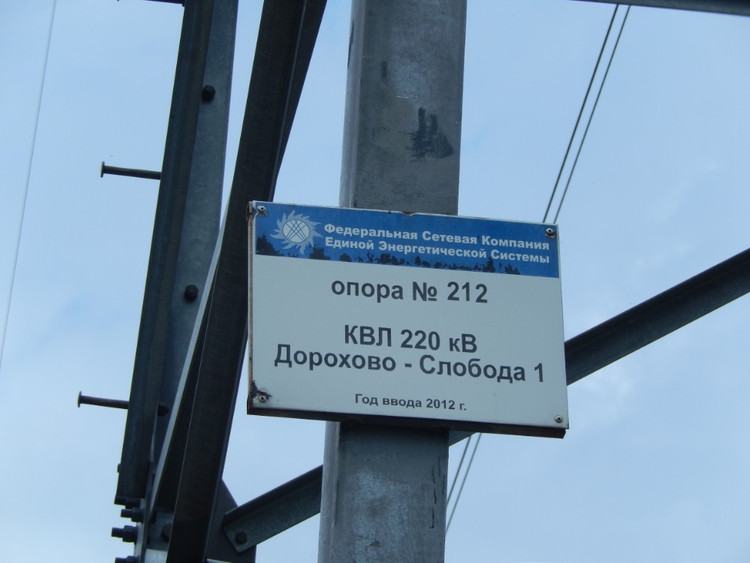 Федеральная Сетевая Компания
Единой Энергетической Системы
опора № 212
КВЛ 220 кВ
Дорохово - Слобода 1
Год ввода 2012 г.